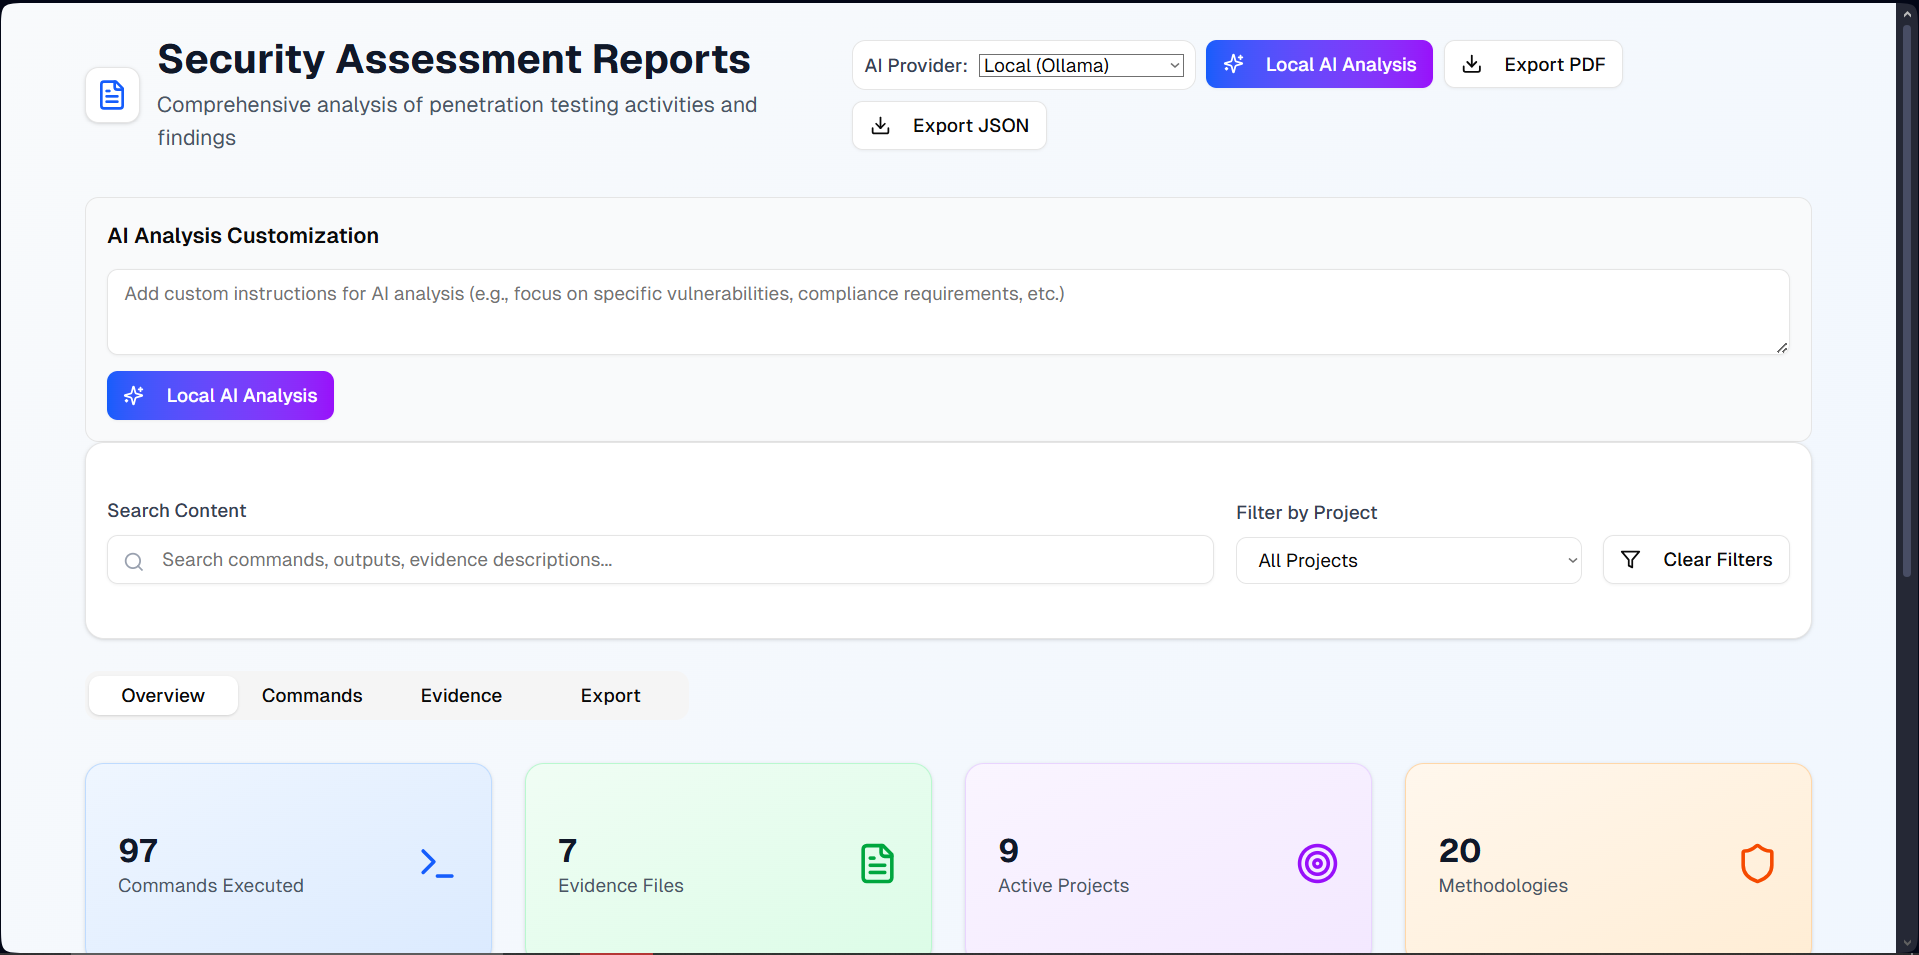 Security Assessment Reports
Comprehensive analysis of penetration testing activities and
findings
AI Provider: Local (Ollama)
Local AI Analysis
Export PDF
Export JSON
AI Analysis Customization
Add custom instructions for AI analysis (e.g., focus on specific vulnerabilities, compliance requirements, etc.)
Local AI Analysis
Search Content
Search commands, outputs, evidence descriptions...
Filter by Project
All Projects
Clear Filters
Overview
Commands
Evidence
Export
97
Commands Executed
7
Evidence Files
9
Active Projects
20
Methodologies